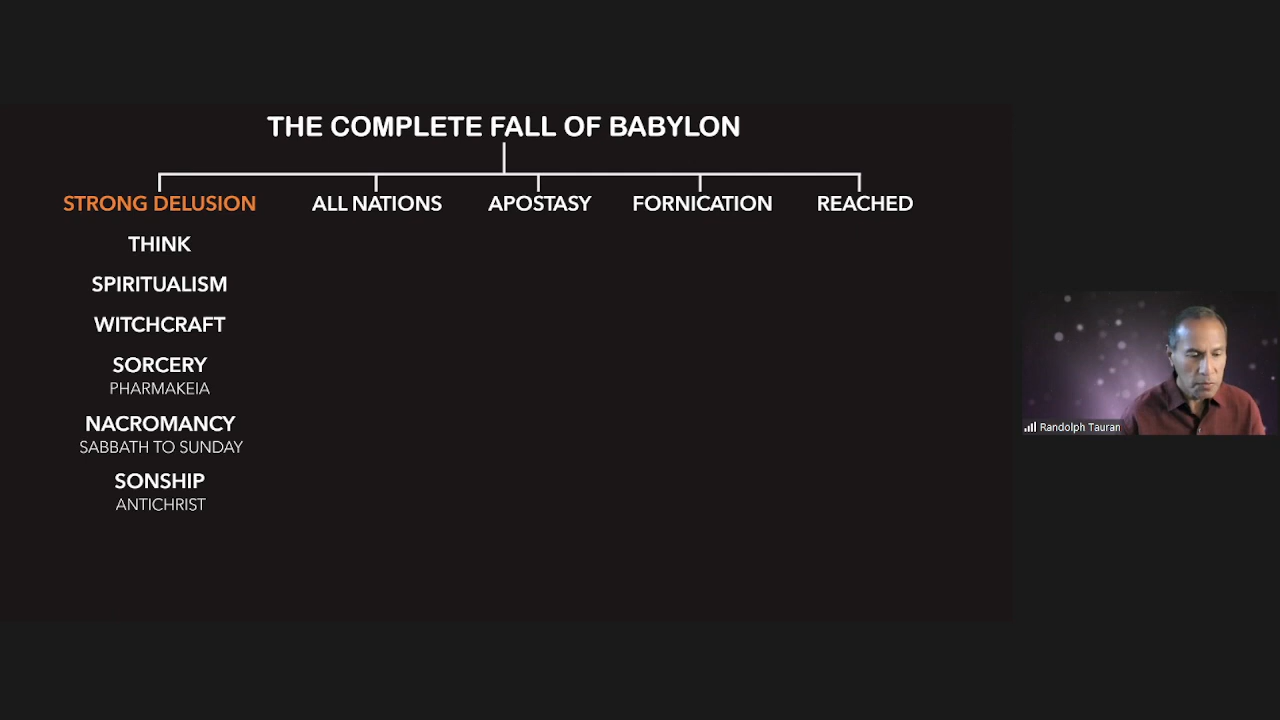 THE COMPLETE FALL OF BABYLON
STRONG DELUSION
ALL NATIONS
APOSTASY
FORNICATION
REACHED
THINK
SPIRITUALISM
WITCHCRAFT
SORCERY
PHARMAKEIA
NACROMANCY
SABBATH TO SUNDAY
SONSHIP
ANTICHRIST
Randolph Tauran